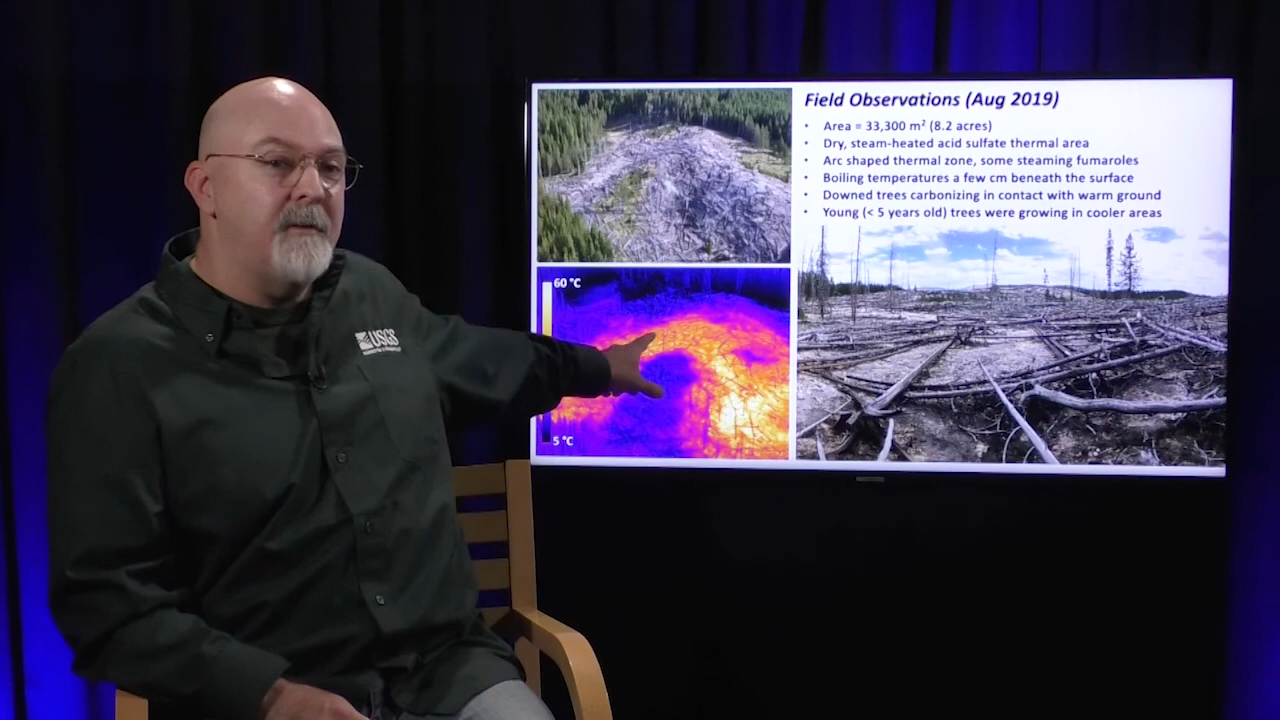 USGS
Field Observations (Aug 2019)
• Area = 33,300 m² (8.2 acres)
• Dry, steam-heated acid sulfate thermal area
• Arc shaped thermal zone, some steaming fumaroles
• Boiling temperatures a few cm beneath the surface
• Downed trees carbonizing in contact with warm ground
• Young (< 5 years old) trees were growing in cooler areas
60 °C
5 °C